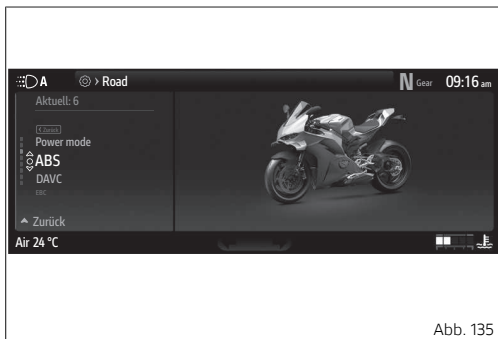 A
> Road
N Gear 09:16 am
Aktuell: 6
Zurück
Power mode
ABS
DAVC
EBC
Zurück
Air 24 °C
Abb. 135